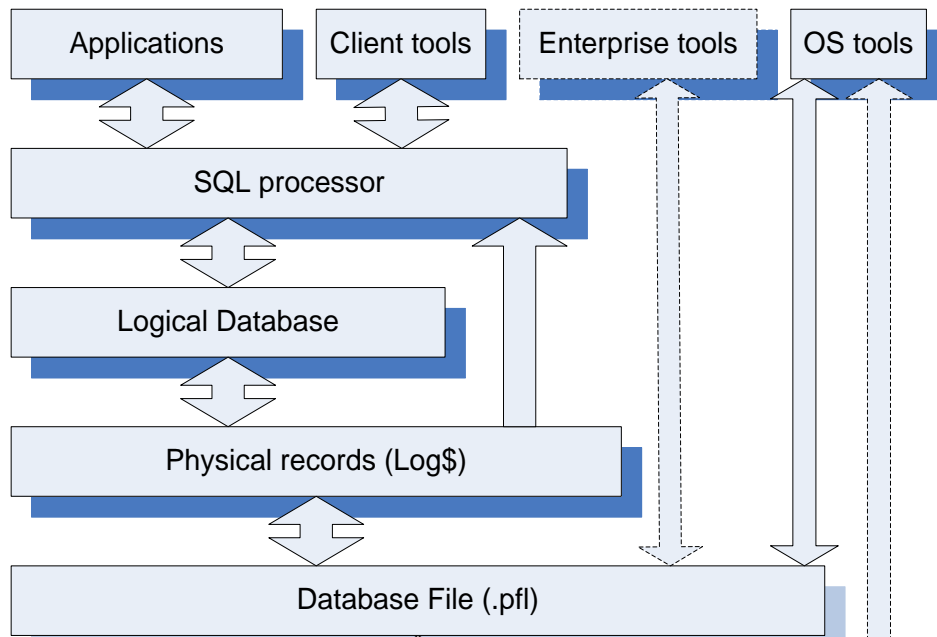 Applications
Client tools
Enterprise tools
OS tools
SQL processor
Logical Database
Physical records (Log$)
Database File (.pfl)